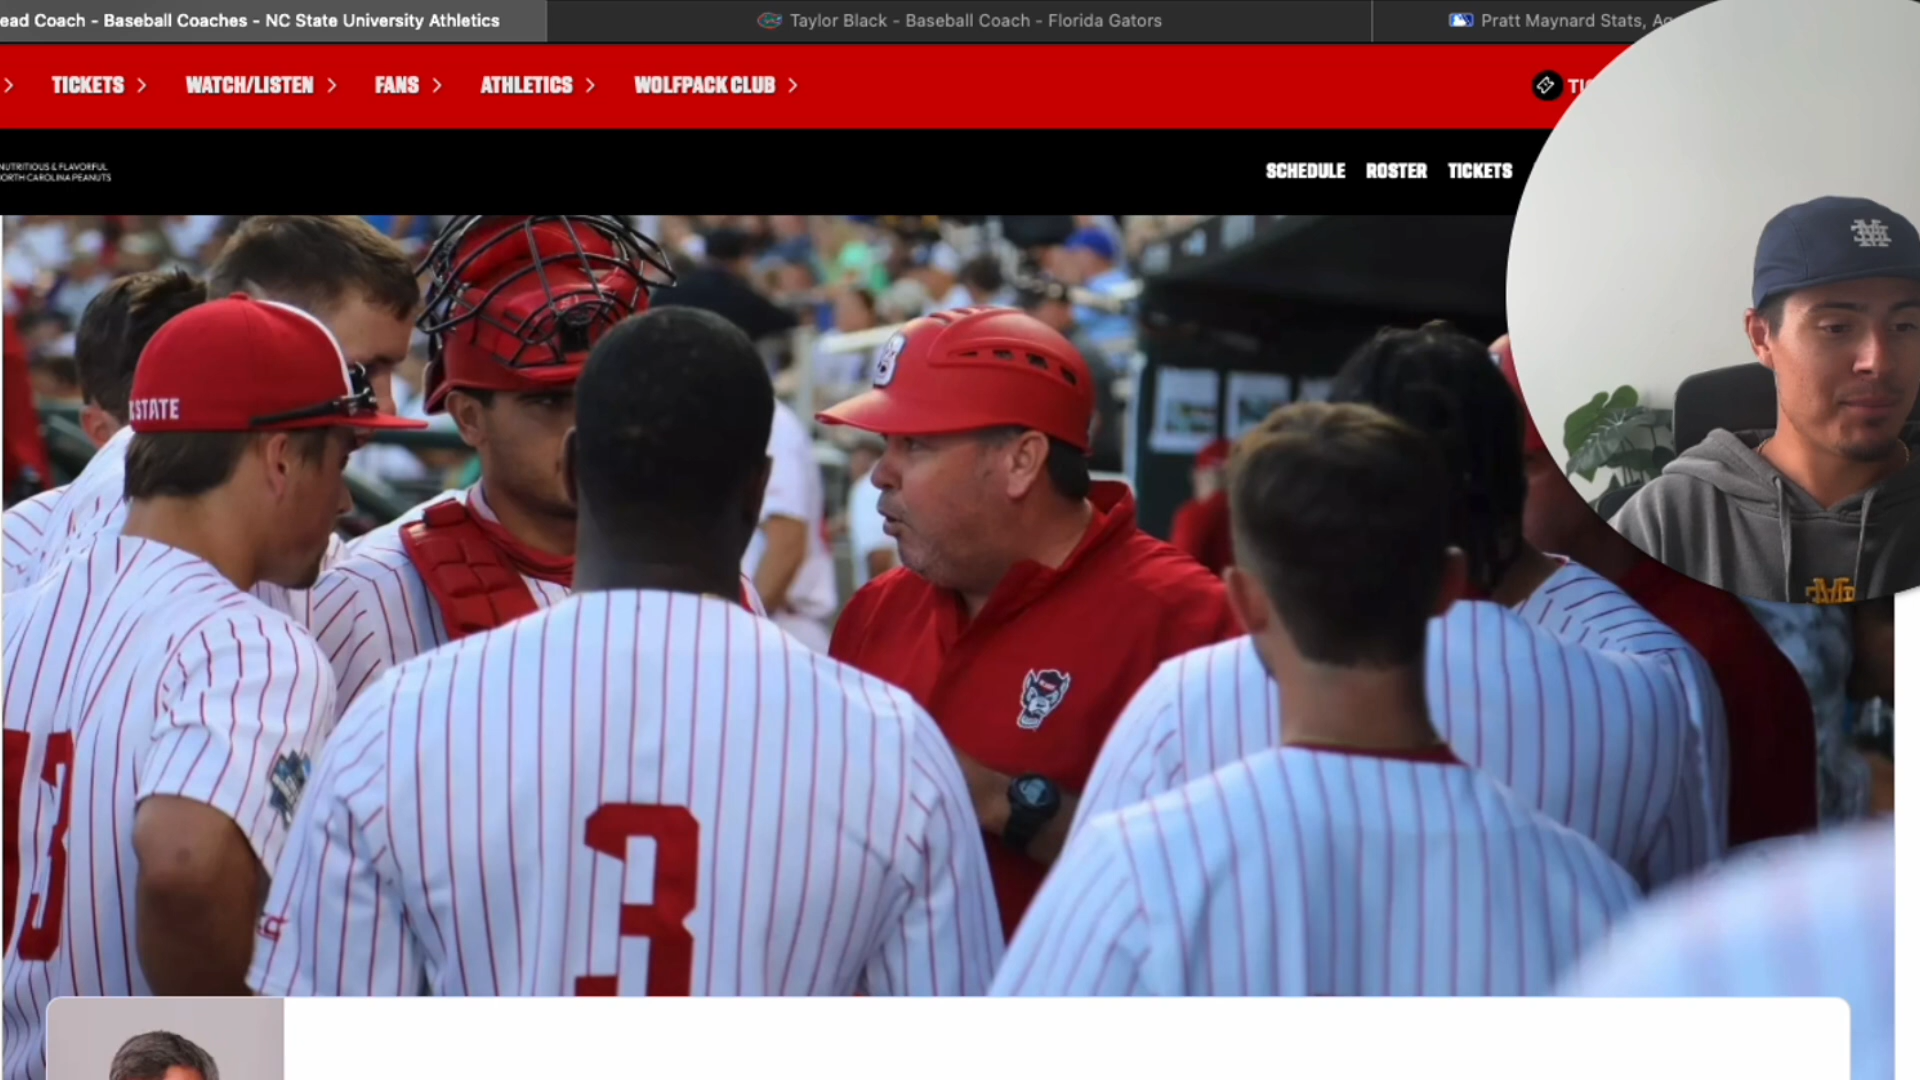 ead Coach - Baseball Coaches - NC State University Athletics
Taylor Black - Baseball Coach - Florida Gators
Pratt Maynard Stats,
TICKETS
WATCH/LISTEN
FANS
ATHLETICS
WOLFPACK CLUB
NUTRITIOUS & FLAVORFUL
ORTH CAROLINA PEANUTS
SCHEDULE
ROSTER
TICKETS
STATE
3
3